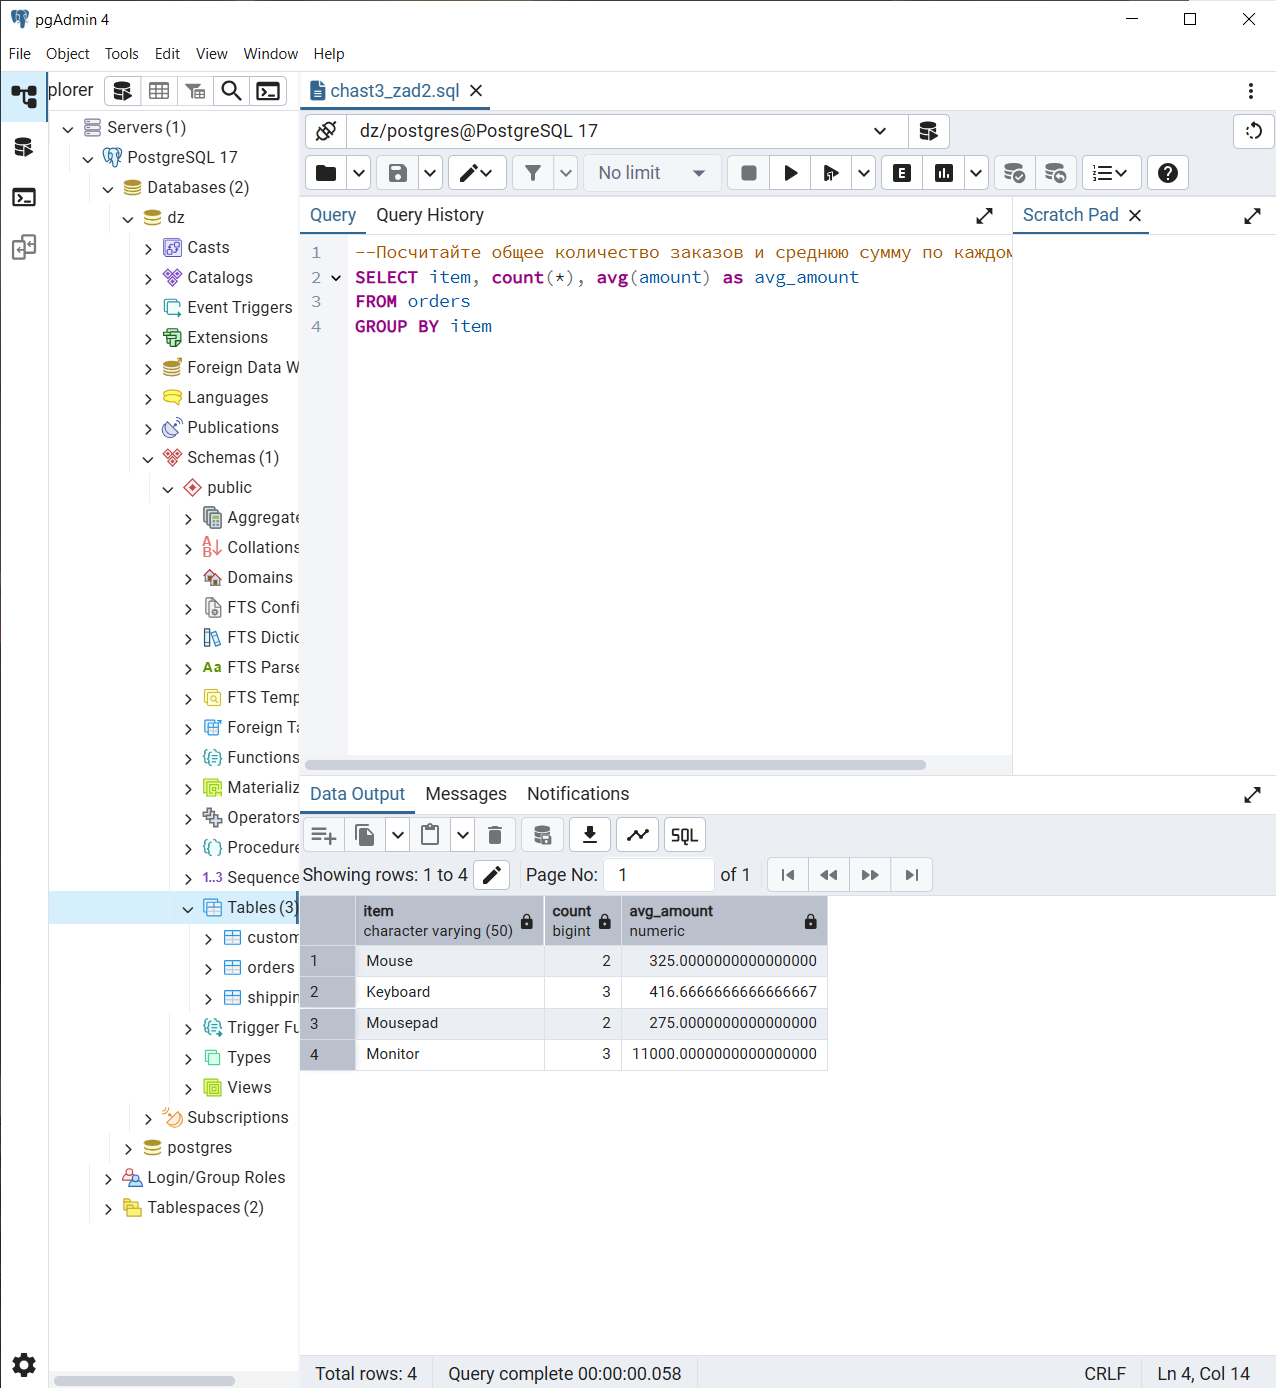 pgAdmin 4
File Object Tools Edit View Window Help
plorer
chast3_zad2.sql
Servers (1)
PostgreSQL 17
Databases (2)
dz
Casts
Catalogs
Event Triggers
Extensions
Foreign Data W
Languages
Publications
Schemas (1)
public
Aggregate
Collations
Domains
FTS Confi
FTS Dictio
FTS Parse
FTS Temp
Foreign Ta
Functions
Materializ
Operators
Procedure
1..3 Sequence
Tables (3)
custom
orders
shippin
Trigger Fu
Types
Views
Subscriptions
postgres
Login/Group Roles
Tablespaces (2)
dz/postgres@PostgreSQL 17
No limit
E
Query Query History
Scratch Pad
1 --Посчитайте общее количество заказов и среднюю сумму по каждом
2 SELECT item, count(*), avg(amount) as avg_amount
3 FROM orders
4 GROUP BY item
Data Output Messages Notifications
SQL
Showing rows: 1 to 4 Page No: 1 of 1
item count avg_amount
character varying (50) bigint numeric
1 Mouse 2 325.0000000000000000
2 Keyboard 3 416.6666666666666667
3 Mousepad 2 275.0000000000000000
4 Monitor 3 11000.0000000000000000
Total rows: 4 Query complete 00:00:00.058 CRLF Ln 4, Col 14